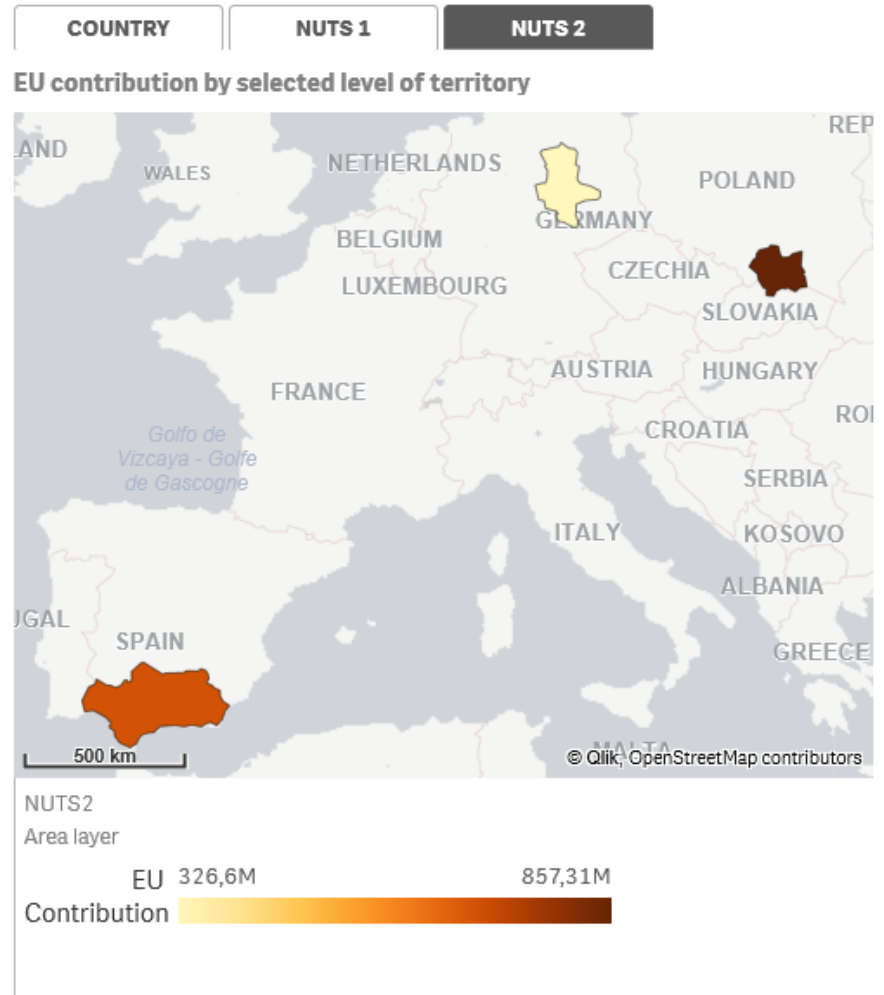 COUNTRY
NUTS 1
NUTS 2
EU contribution by selected level of territory
REP
LAND
WALES
NETHERLANDS
POLAND
GERMANY
BELGIUM
CZECHIA
LUXEMBOURG
SLOVAKIA
AUSTRIA
HUNGARY
FRANCE
ROI
CROATIA
Golfo de
Vizcaya - Golfe
de Gascogne
SERBIA
ITALY
KOSOVO
ALBANIA
UGAL
SPAIN
GREECE
MALTA
500 km
© Qlik, OpenStreetMap contributors
NUTS2
Area layer
EU 326,6M 857,31M
Contribution